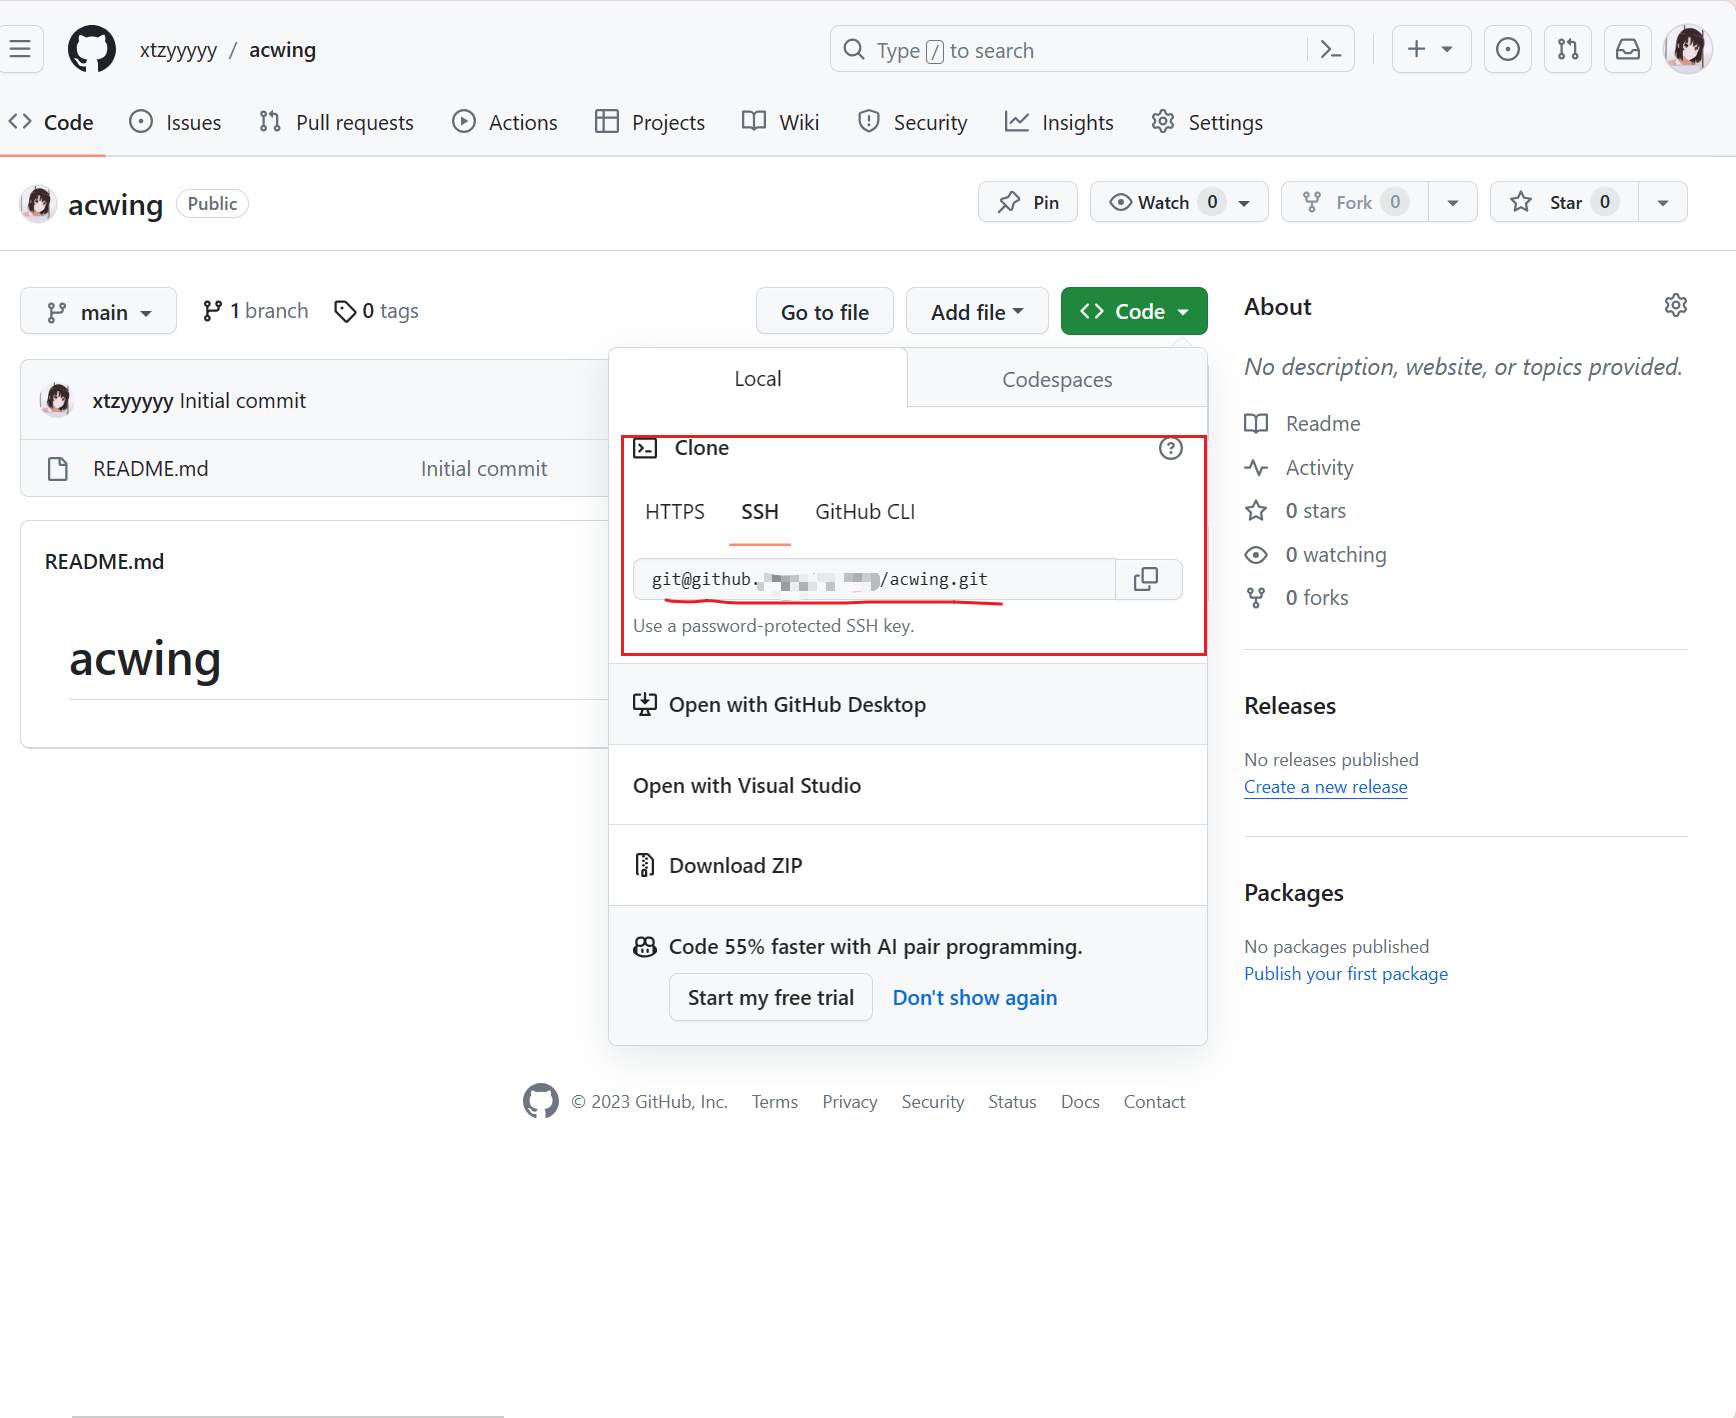 xtzyyyyy / acwing
Type / to search
Code Issues Pull requests Actions Projects Wiki Security Insights Settings
acwing Public
Pin Watch 0 Fork 0 Star 0
main 1 branch 0 tags
Go to file Add file Code
xtzyyyyy Initial commit
README.md Initial commit
README.md
acwing
Local Codespaces
Clone
HTTPS SSH GitHub CLI
git@github. /acwing.git
Use a password-protected SSH key.
Open with GitHub Desktop
Open with Visual Studio
Download ZIP
Code 55% faster with AI pair programming.
Start my free trial Don't show again
About
No description, website, or topics provided.
Readme
Activity
0 stars
0 watching
0 forks
Releases
No releases published
Create a new release
Packages
No packages published
Publish your first package
© 2023 GitHub, Inc. Terms Privacy Security Status Docs Contact